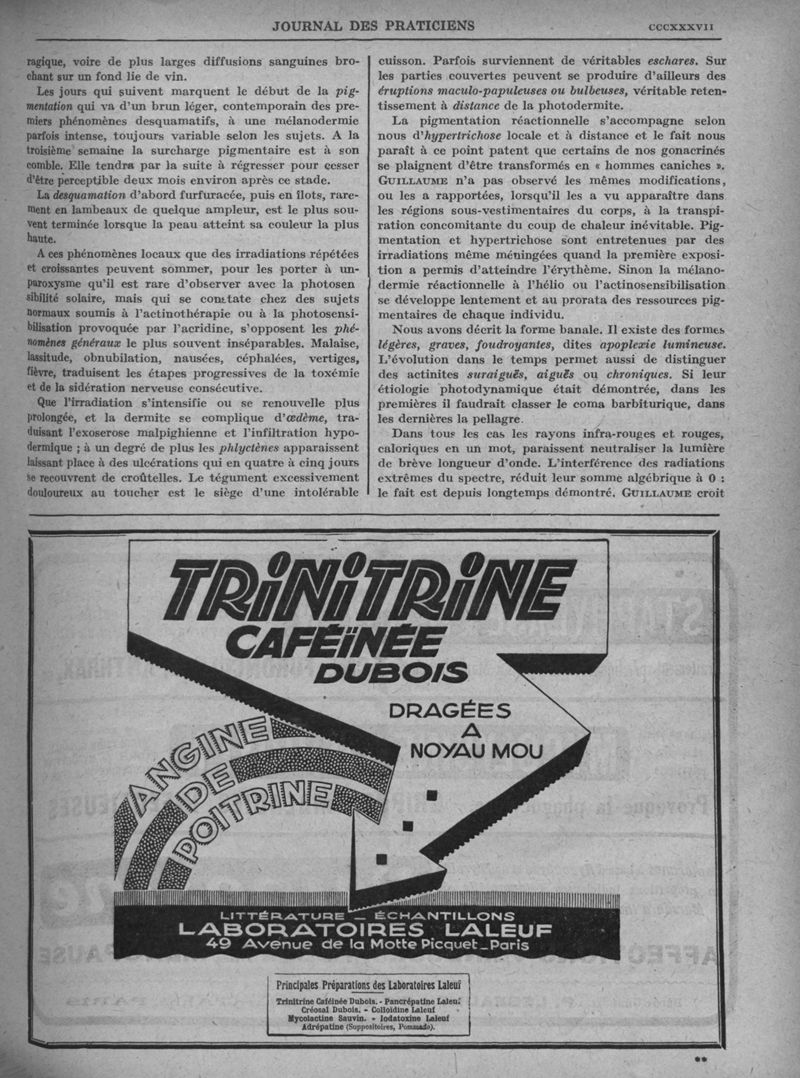 JOURNAL DES PRATICIENS
CCCXXXVII
ragique, voire de plus larges diffusions sanguines bro-
chant sur un fond lie de vin.
Les jours qui suivent marquent le début de la pig-
mentation qui va d'un brun léger, contemporain des pre-
miers phénomènes desquamatifs, à une mélanodermie
parfois intense, toujours variable selon les sujets. A la
troisième semaine la surcharge pigmentaire est à son
comble. Elle tendra par la suite à régresser pour cesser
d'être perceptible deux mois environ après ce stade.
La desquamation d'abord furfuracée, puis en îlots, rare-
ment en lambeaux de quelque ampleur, est le plus sou-
vent terminée lorsque la peau atteint sa couleur la plus
haute.
A ces phénomènes locaux que des irradiations répétées
et croissantes peuvent sommer, pour les porter à un-
paroxysme qu'il est rare d'observer avec la photosen
sibilité solaire, mais qui se constate chez des sujets
normaux soumis à l'actinothérapie ou à la photosensi-
bilisation provoquée par l'acridine, s'opposent les phé-
nomènes généraux le plus souvent inséparables. Malaise,
lassitude, obnubilation, nausées, céphalées, vertiges,
fièvre, traduisent les étapes progressives de la toxémie
et de la sidération nerveuse consécutive.
Que l'irradiation s'intensifie ou se renouvelle plus
prolongée, et la dermite se complique d'œdème, tra-
duisant l'exoserose malpighienne et l'infiltration hypo-
dermique ; à un degré de plus les phlyctènes apparaissent
laissant place à des ulcérations qui en quatre à cinq jours
se recouvrent de croûtelles. Le tégument excessivement
douloureux au toucher est le siège d'une intolérable
cuisson. Parfois surviennent de véritables eschares. Sur
les parties couvertes peuvent se produire d'ailleurs des
éruptions maculo-papuleuses ou bulbeuses, véritable reten-
tissement à distance de la photodermite.
La pigmentation réactionnelle s'accompagne selon
nous d'hypertrichose locale et à distance et le fait nous
paraît à ce point patent que certains de nos gonacrinés
se plaignent d'être transformés en « hommes caniches ».
GUILLAUME n'a pas observé les mêmes modifications,
ou les a rapportées, lorsqu'il les a vu apparaître dans
les régions sous-vestimentaires du corps, à la transpi-
ration concomitante du coup de chaleur inévitable. Pig-
mentation et hypertrichose sont entretenues par des
irradiations même méningées quand la première exposi-
tion a permis d'atteindre l'érythème. Sinon la mélano-
dermie réactionnelle à l'hélio ou l'actinosensibilisation
se développe lentement et au prorata des ressources pig-
mentaires de chaque individu.
Nous avons décrit la forme banale. Il existe des formes
légères, graves, foudroyantes, dites apoplexie lumineuse.
L'évolution dans le temps permet aussi de distinguer
des actinites suraiguës, aiguës ou chroniques. Si leur
étiologie photodynamique était démontrée, dans les
premières il faudrait classer le coma barbiturique, dans
les dernières la pellagre.
Dans tous les cas les rayons infra-rouges et rouges,
caloriques en un mot, paraissent neutraliser la lumière
de brève longueur d'onde. L'interférence des radiations
extrêmes du spectre, réduit leur somme algébrique à 0 :
le fait est depuis longtemps démontré. GUILLAUME croit
TRINITRINE
CAFÉINÉE
DUBOIS
DRAGÉES
A
NOYAU MOU
ANGINE
DE
POITRINE
LITTÉRATURE _ ÉCHANTILLONS
LABORATOIRES LALEUF
49 Avenue de la Motte Picquet_Paris
Principales Préparations des Laboratoires Laleuf
Trinitrine Caféinée Dubois. - Pancrépatine Laleuf
Créosal Dubois. - Colloïdine Laleuf
Mycolactine Sauvin. - Iodatoxine Laleuf
Adrépatine (Suppositoires, Pommade).
**